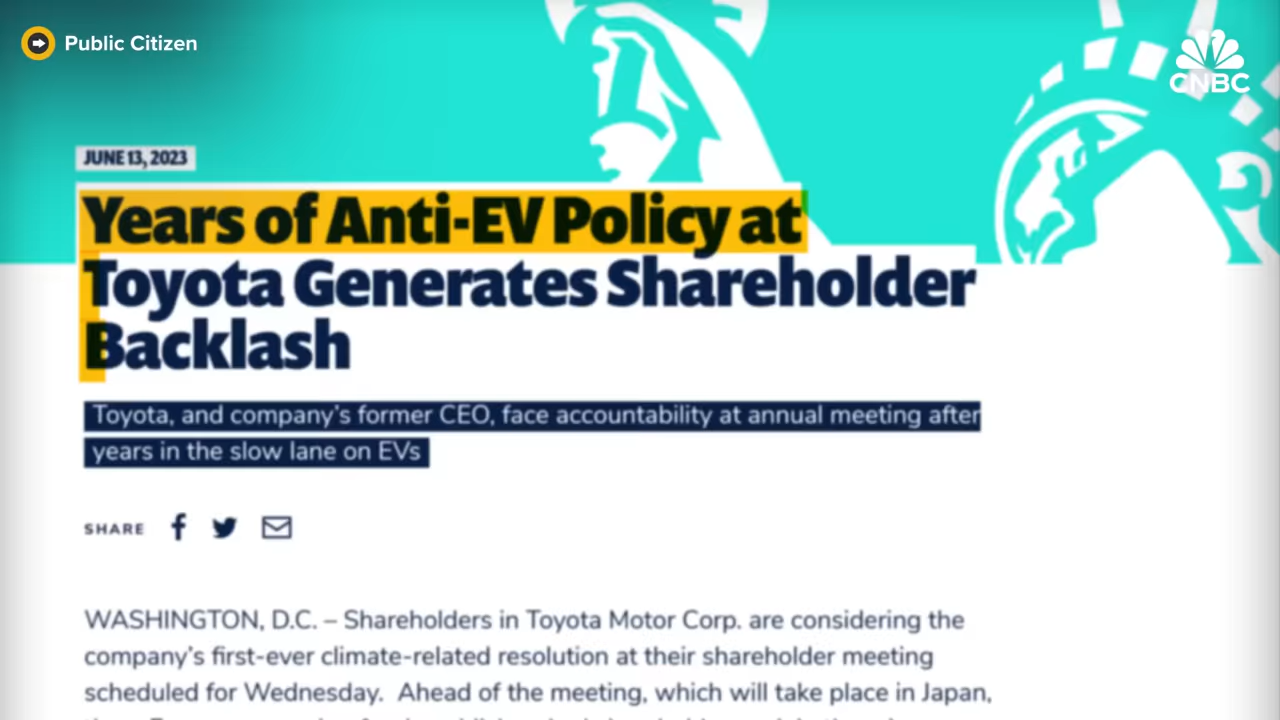 Public Citizen
CNBC
JUNE 13, 2023
Years of Anti-EV Policy at
Toyota Generates Shareholder
Backlash
Toyota, and company's former CEO, face accountability at annual meeting after
years in the slow lane on EVs
SHARE
WASHINGTON, D.C. – Shareholders in Toyota Motor Corp. are considering the
company's first-ever climate-related resolution at their shareholder meeting
scheduled for Wednesday. Ahead of the meeting, which will take place in Japan,